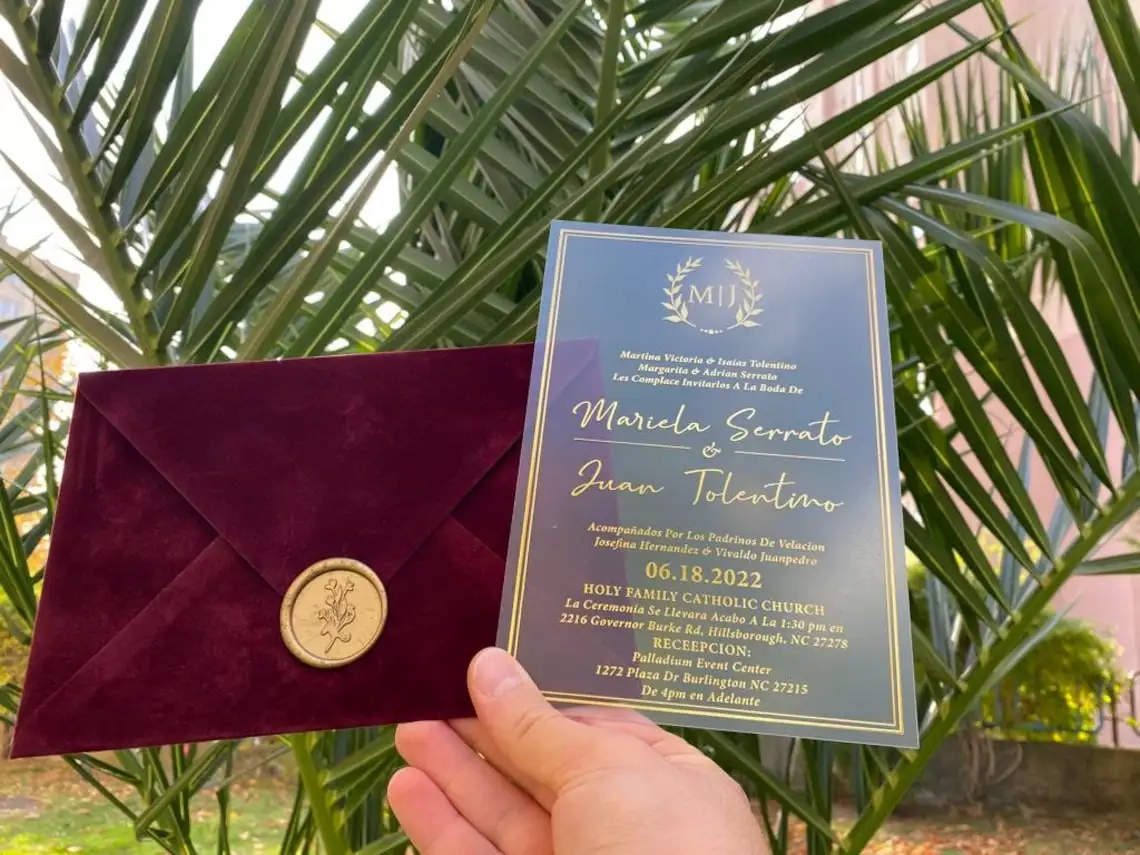 M|J
Martina Victoria & Isaias Tolentino
Margarita & Adrian Serrato
Les Complace Invitarlos A La Boda De
Mariela Serrato
&
Juan Tolentino
Acompañados Por Los Padrinos De Velacion
Josefina Hernandez & Vivaldo Juanpedro
06.18.2022
HOLY FAMILY CATHOLIC CHURCH
La Ceremonia Se Llevara Acabo A La 1:30 pm en
2216 Governor Burke Rd, Hillsborough, NC 27278
RECEEPCION:
Palladium Event Center
1272 Plaza Dr Burlington NC 27215
De 4pm en Adelante